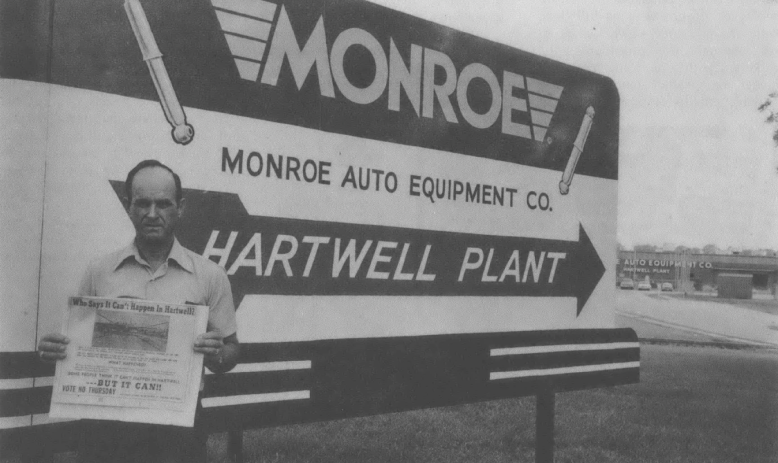 MONROE
MONROE AUTO EQUIPMENT CO.
HARTWELL PLANT
AUTO EQUIPMENT CO
HARTWELL PLANT
Who Says It Can't Happen In Hartwell?
...BUT IT CAN!!
VOTE NO THURSDAY